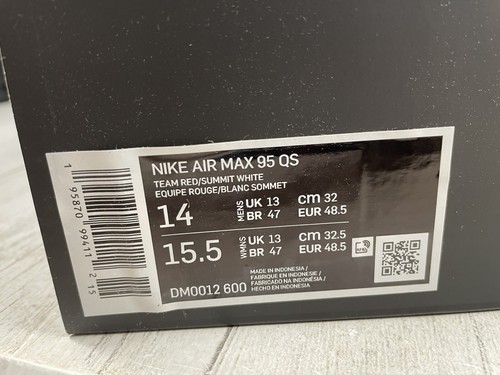 NIKE AIR MAX 95 QS
TEAM RED/SUMMIT WHITE
EQUIPE ROUGE/BLANC SOMMET
14 MENS UK 13 cm 32
BR 47 EUR 48.5
15.5 WMNS UK 13 cm 32.5
BR 47 EUR 48.5
DM0012 600
MADE IN INDONESIA /
FABRIQUE EN INDONESIE /
FABRICADO NA INDONÉSIA /
HECHO EN INDONESIA
1 95870 99411 2 15